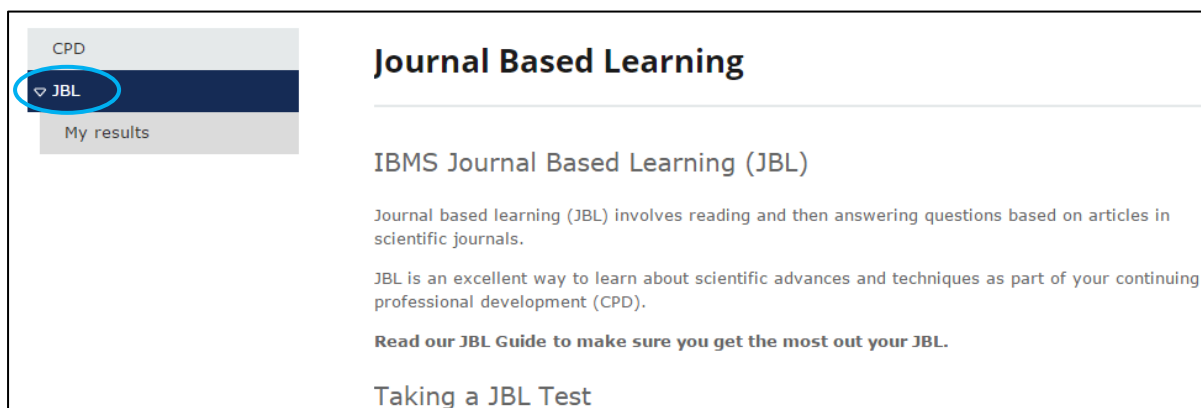 CPD
JBL
My results
Journal Based Learning
IBMS Journal Based Learning (JBL)
Journal based learning (JBL) involves reading and then answering questions based on articles in
scientific journals.
JBL is an excellent way to learn about scientific advances and techniques as part of your continuing
professional development (CPD).
Read our JBL Guide to make sure you get the most out your JBL.
Taking a JBL Test